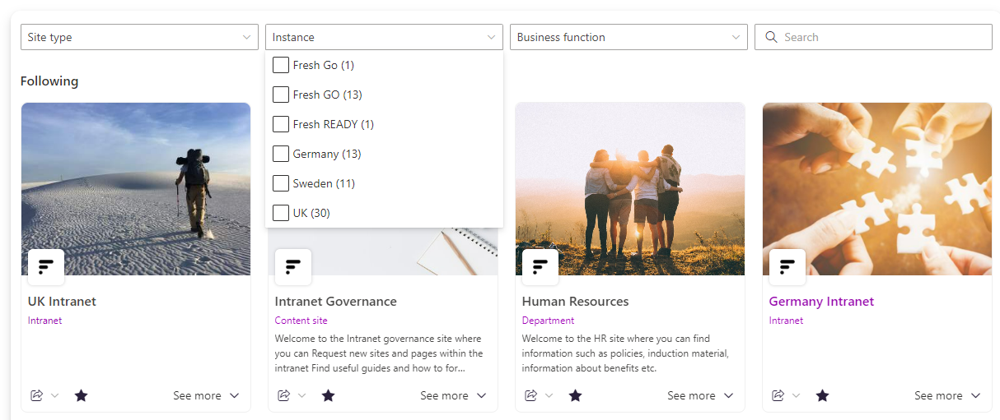 Site type
Instance
Business function
Search
Fresh Go (1)
Fresh GO (13)
Fresh READY (1)
Germany (13)
Sweden (11)
UK (30)
Following
UK Intranet
Intranet
See more
Intranet Governance
Content site
Welcome to the Intranet governance site where
you can Request new sites and pages within the
intranet Find useful guides and how to for...
See more
Human Resources
Department
Welcome to the HR site where you can find
information such as policies, induction material,
information about benefits etc.
See more
Germany Intranet
Intranet
See more